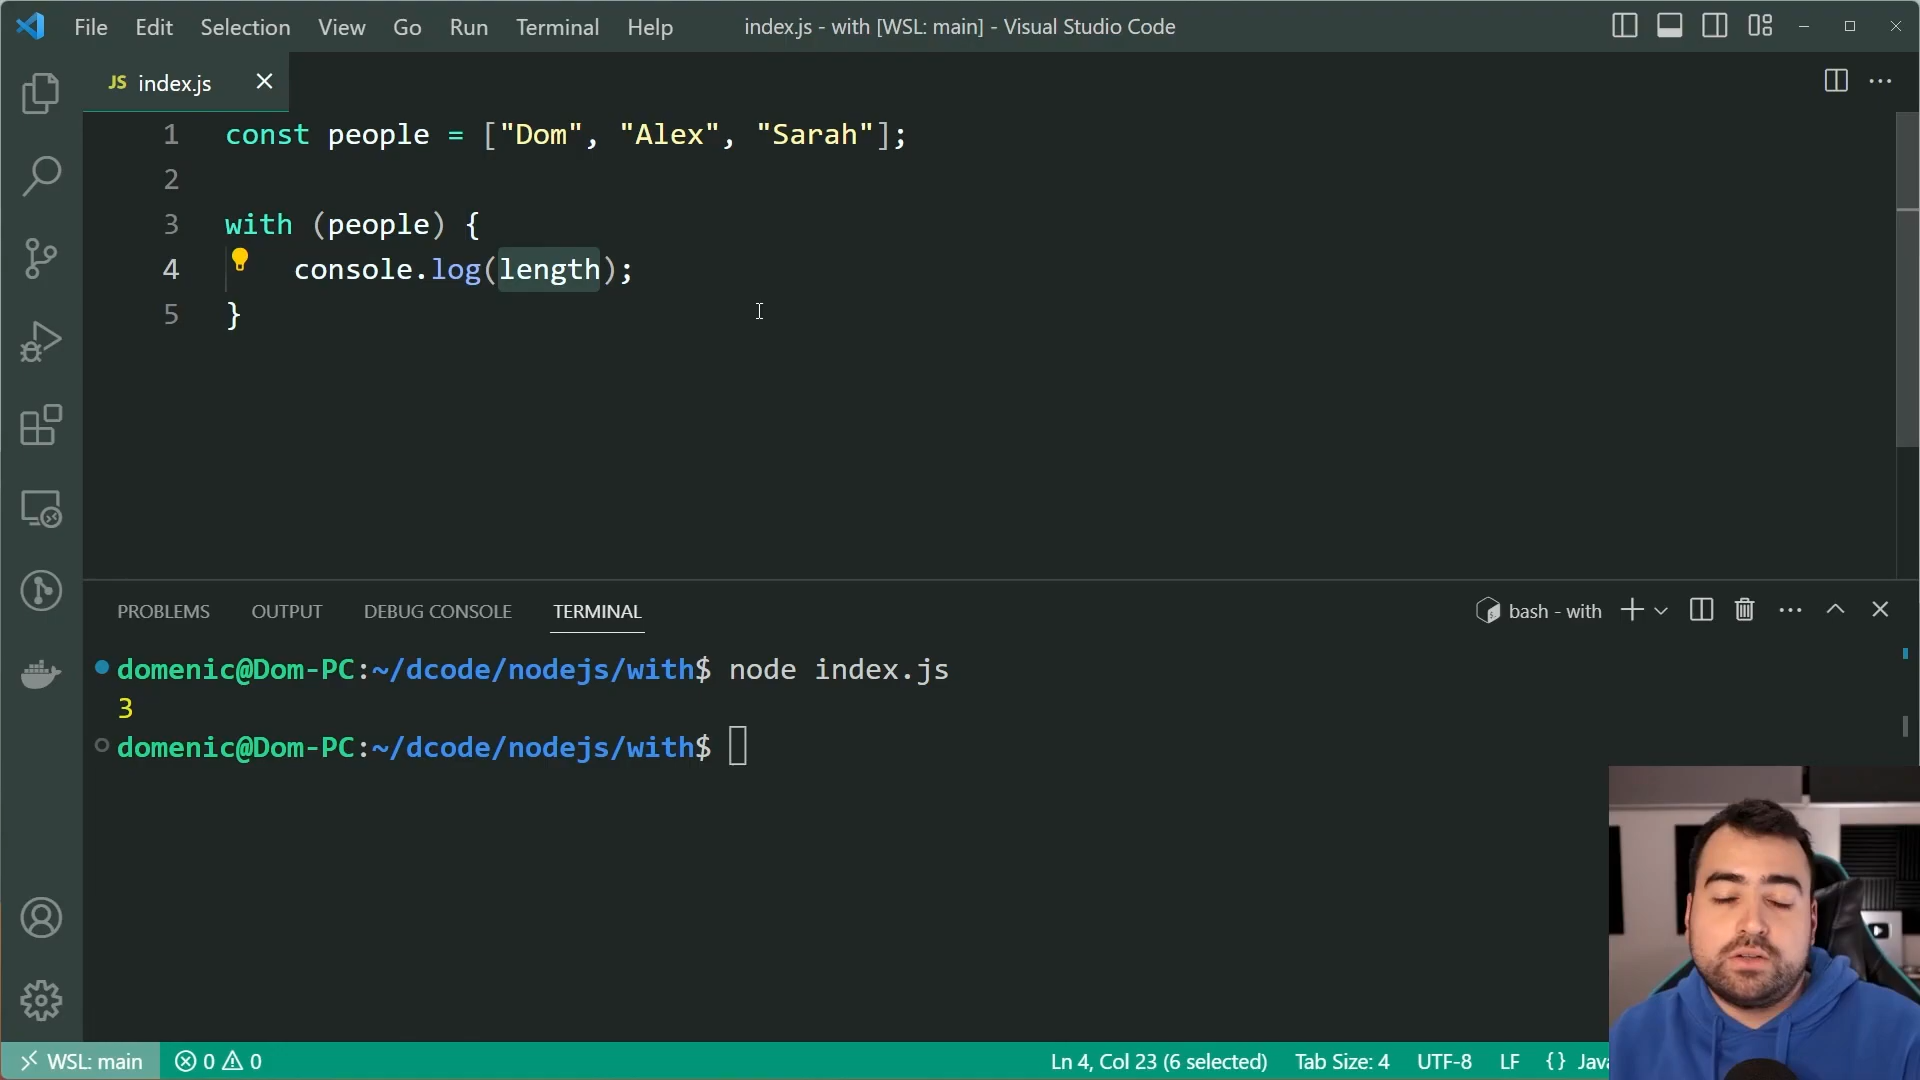 File Edit Selection View Go Run Terminal Help index.js - with [WSL: main] - Visual Studio Code
JS index.js
1 const people = ["Dom", "Alex", "Sarah"];
2
3 with (people) {
4 console.log(length);
5 }
PROBLEMS OUTPUT DEBUG CONSOLE TERMINAL bash - with
domenic@Dom-PC:~/dcode/nodejs/with$ node index.js
3
domenic@Dom-PC:~/dcode/nodejs/with$
WSL: main 0 0 Ln 4, Col 23 (6 selected) Tab Size: 4 UTF-8 LF {}